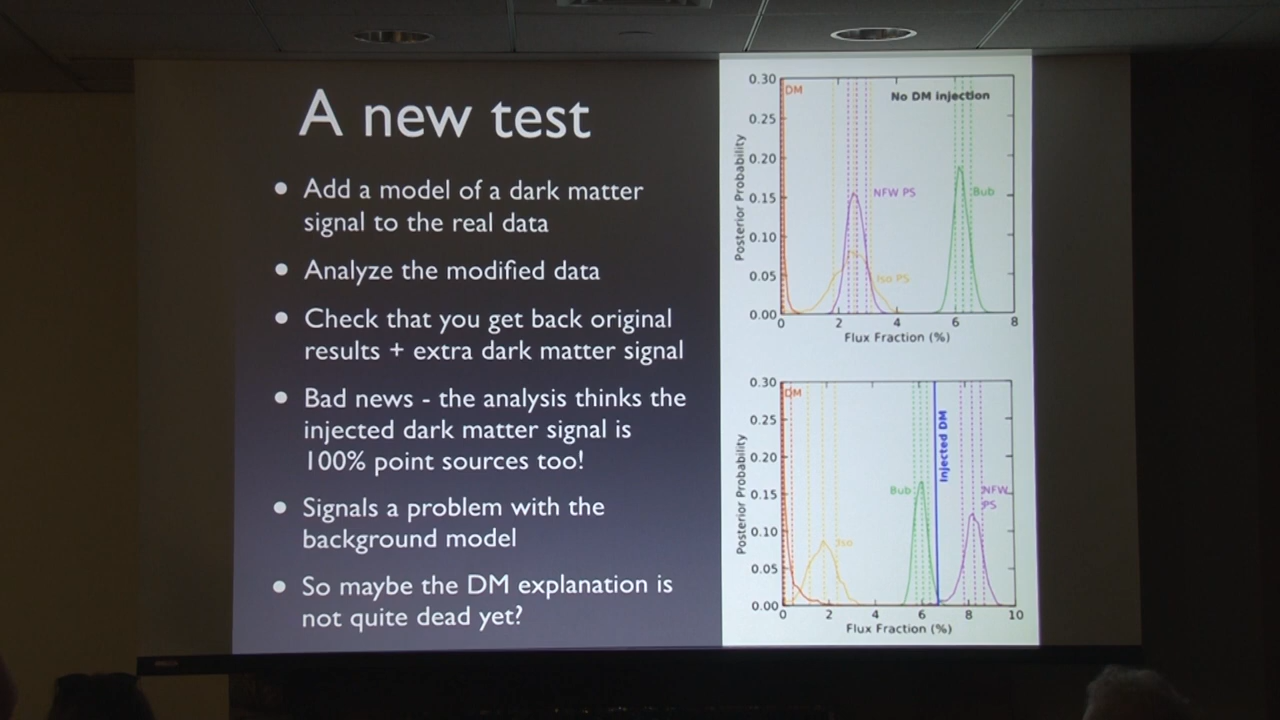 A new test
• Add a model of a dark matter
signal to the real data
• Analyze the modified data
• Check that you get back original
results + extra dark matter signal
• Bad news - the analysis thinks the
injected dark matter signal is
100% point sources too!
• Signals a problem with the
background model
• So maybe the DM explanation is
not quite dead yet?
0.30
0.25
0.20
0.15
0.10
0.05
0.00
Posterior Probability
DM
No DM injection
NFW PS
Bub
Iso PS
0 2 4 6 8
Flux Fraction (%)
0.30
0.25
0.20
0.15
0.10
0.05
0.00
Posterior Probability
DM
Injected DM
Bub
NFW
PS
Iso
0 2 4 6 8 10
Flux Fraction (%)